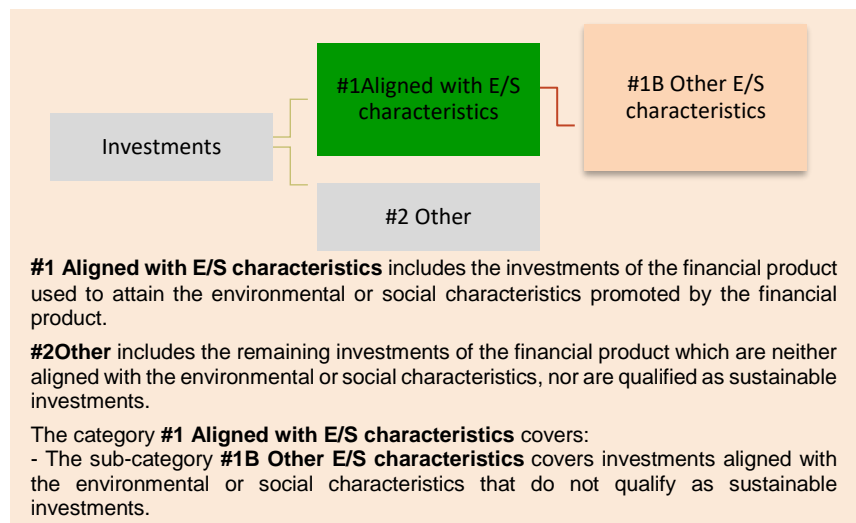 #1Aligned with E/S
characteristics
#1B Other E/S
characteristics
Investments
#2 Other
#1 Aligned with E/S characteristics includes the investments of the financial product
used to attain the environmental or social characteristics promoted by the financial
product.
#2Other includes the remaining investments of the financial product which are neither
aligned with the environmental or social characteristics, nor are qualified as sustainable
investments.
The category #1 Aligned with E/S characteristics covers:
- The sub-category #1B Other E/S characteristics covers investments aligned with
the environmental or social characteristics that do not qualify as sustainable
investments.